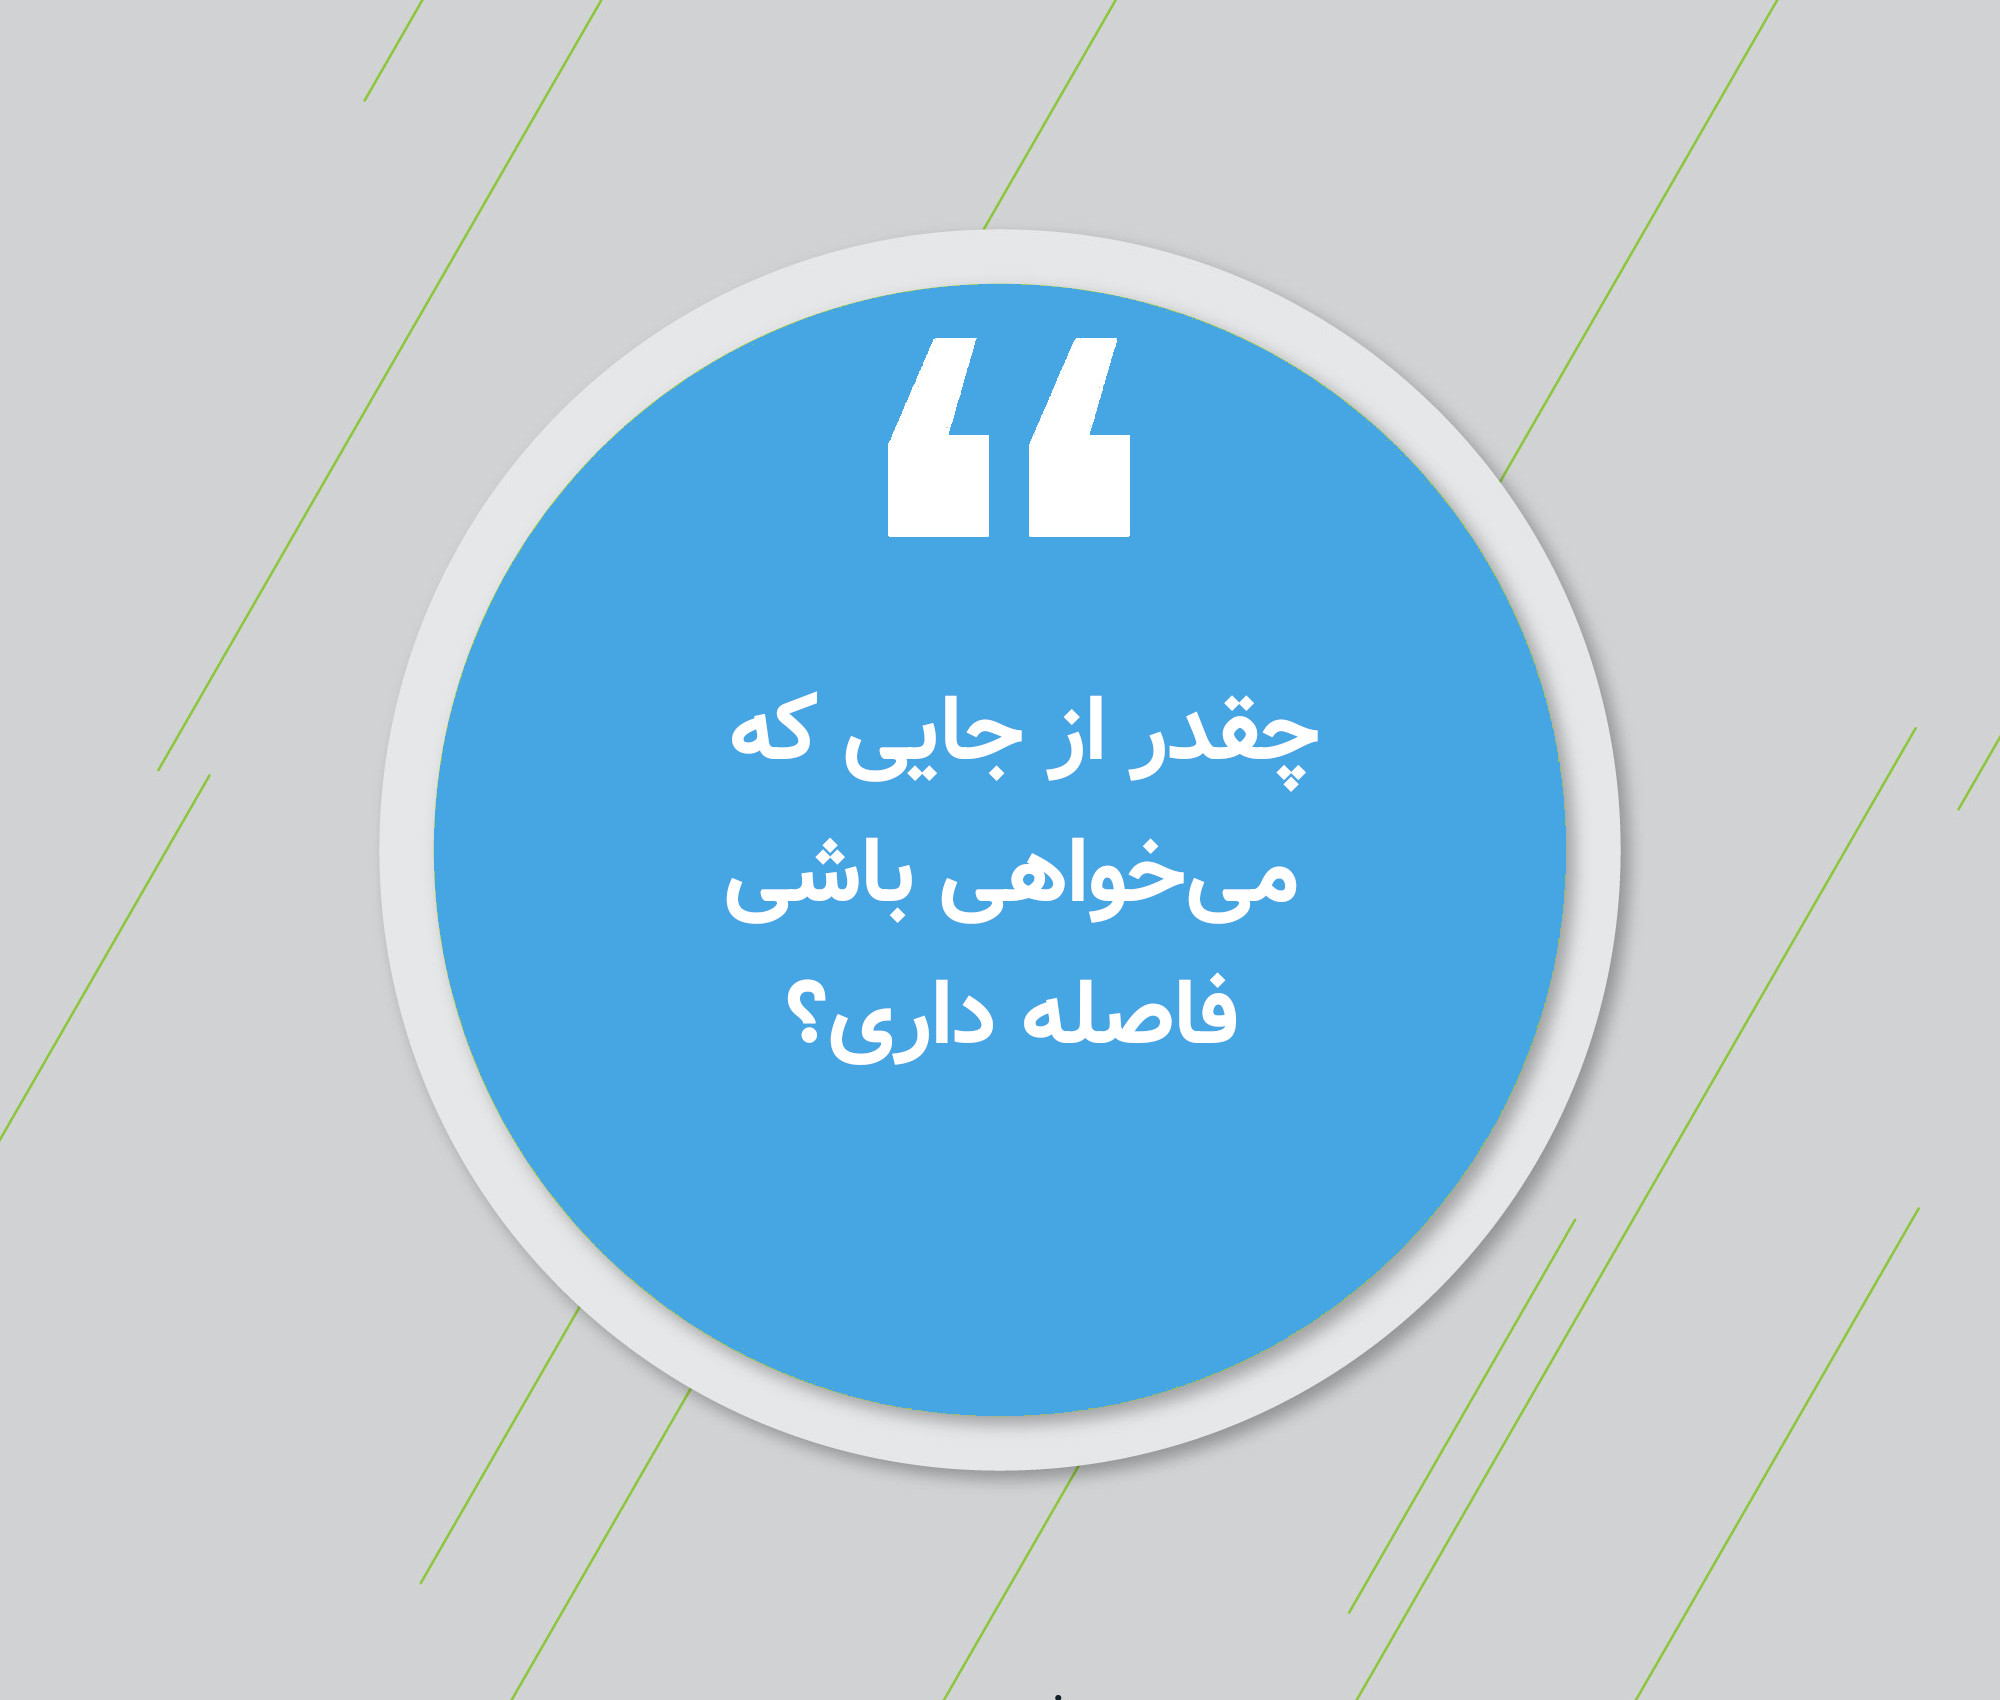 ❝
چقدر از جایی که
می‌خواهی باشی
فاصله داری؟